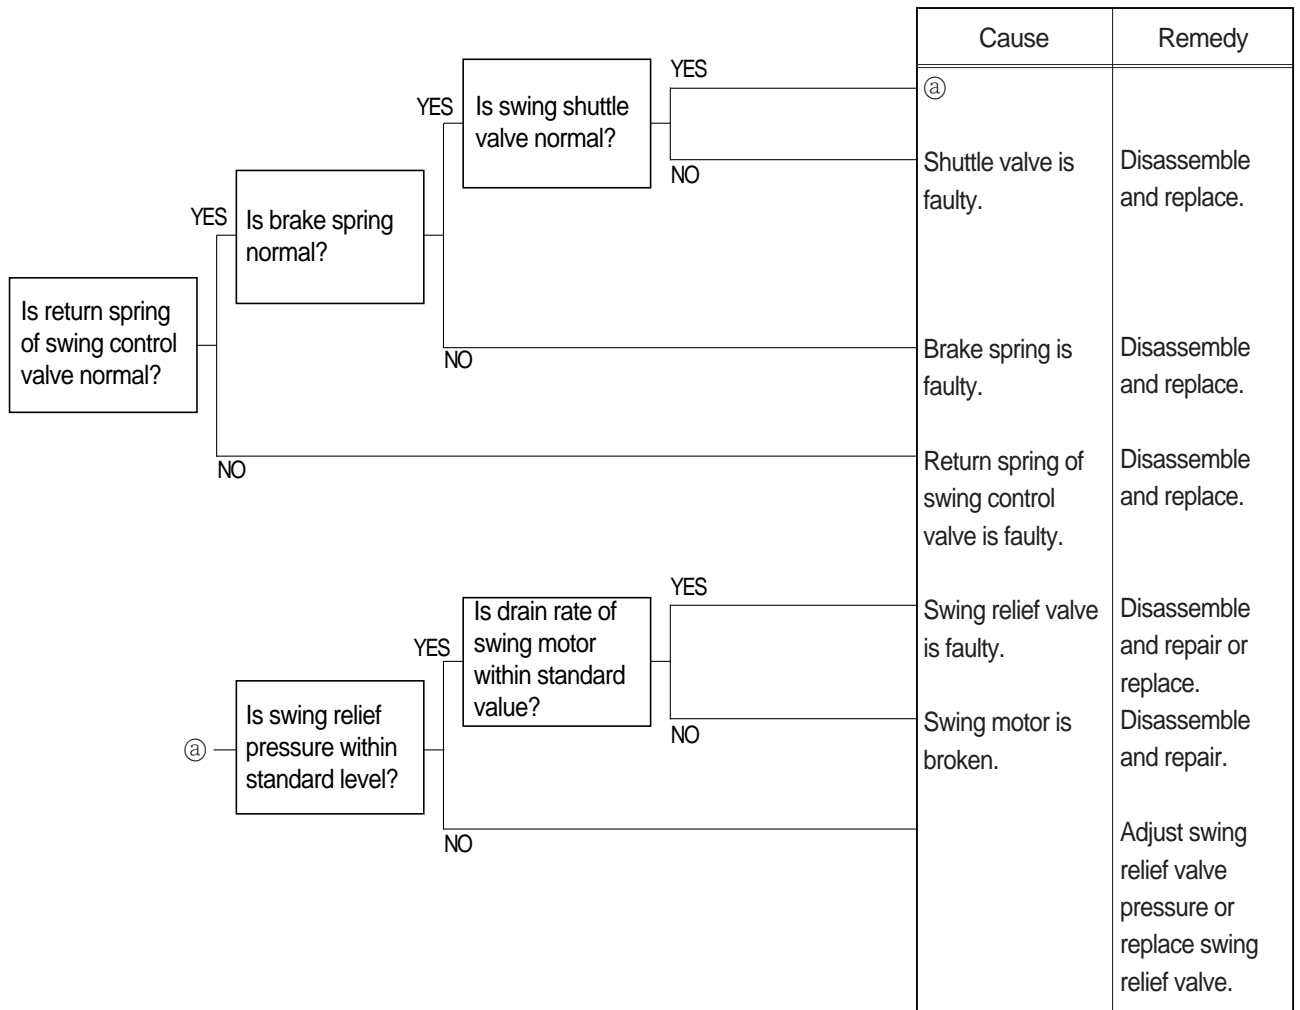 Cause
Remedy
YES
ⓐ
YES
Is swing shuttle
valve normal?
NO
Shuttle valve is
faulty.
Disassemble
and replace.
YES
Is brake spring
normal?
Is return spring
of swing control
valve normal?
NO
Brake spring is
faulty.
Disassemble
and replace.
NO
Return spring of
swing control
valve is faulty.
Disassemble
and replace.
YES
Is drain rate of
swing motor
within standard
value?
Swing relief valve
is faulty.
Disassemble
and repair or
replace.
YES
NO
Swing motor is
broken.
Disassemble
and repair.
ⓐ
Is swing relief
pressure within
standard level?
NO
Adjust swing
relief valve
pressure or
replace swing
relief valve.